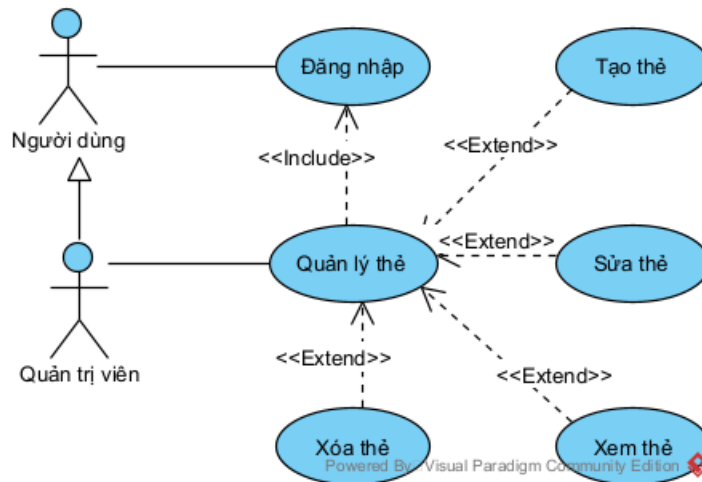 Đăng nhập
Tạo thẻ
Người dùng
<<Extend>>
<<Include>>
<<Extend>>
Quản lý thẻ
Sửa thẻ
<<Extend>>
<<Extend>>
Quản trị viên
Xóa thẻ
Xem thẻ
Powered By Visual Paradigm Community Edition